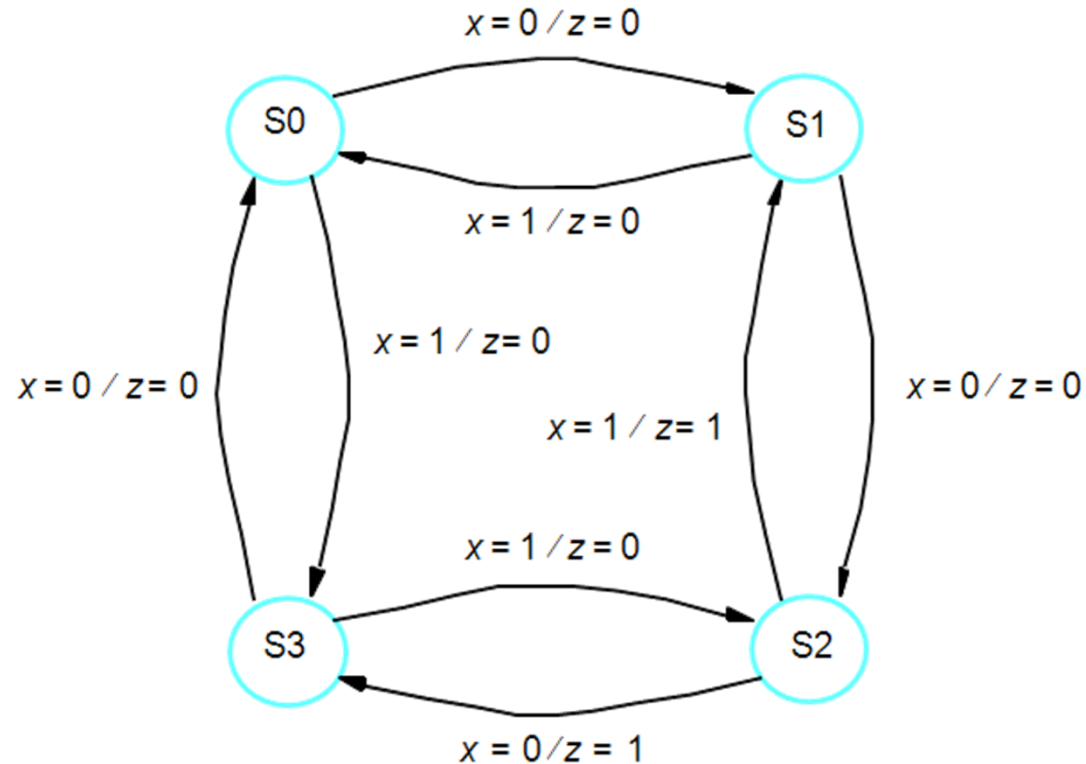 x = 0 / z = 0
S0
S1
x = 1 / z = 0
x = 1 / z= 0
x = 0 / z= 0
x = 0 / z= 0
x = 1 / z= 1
x = 1 / z = 0
S3
S2
x = 0/z = 1